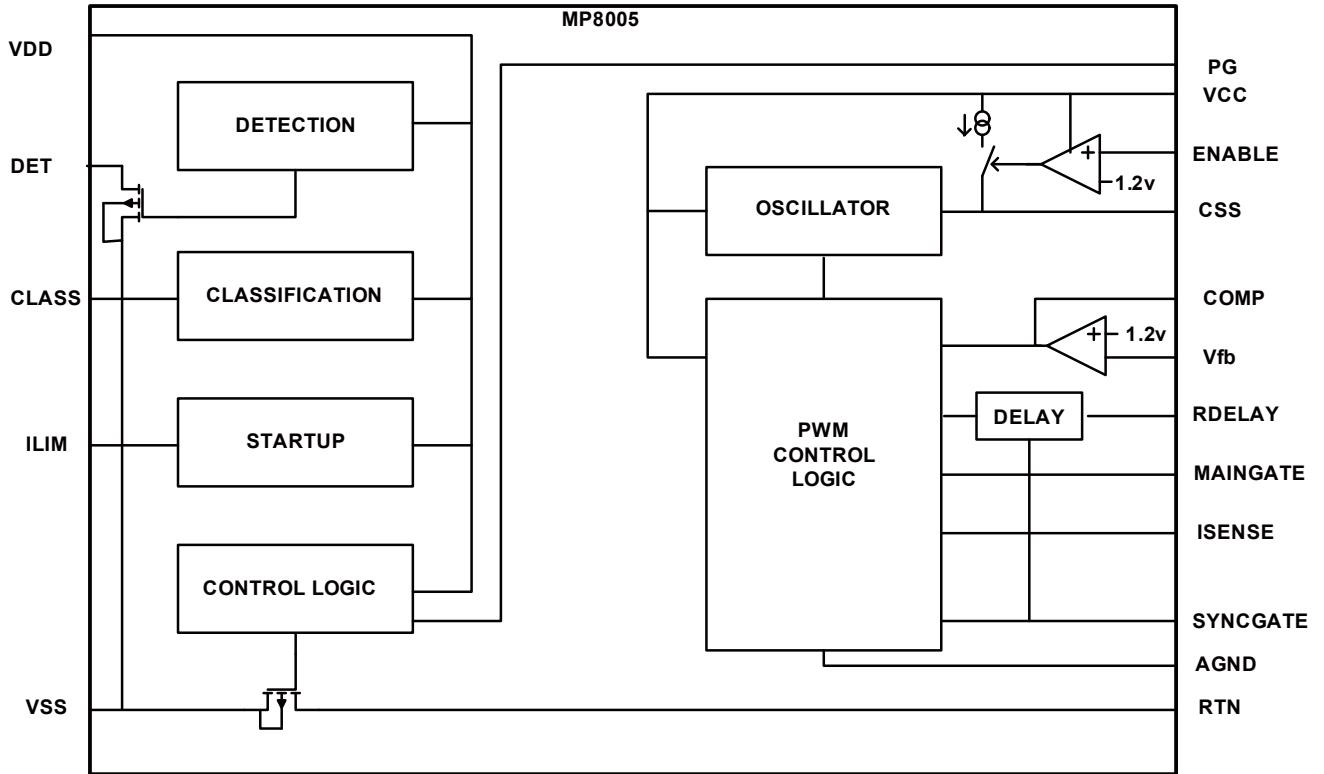 MP8005
VDD
DET
CLASS
ILIM
VSS
DETECTION
CLASSIFICATION
STARTUP
CONTROL LOGIC
OSCILLATOR
PWM
CONTROL
LOGIC
DELAY
+
1.2v
+
1.2v
PG
VCC
ENABLE
CSS
COMP
Vfb
RDELAY
MAINGATE
ISENSE
SYNCGATE
AGND
RTN